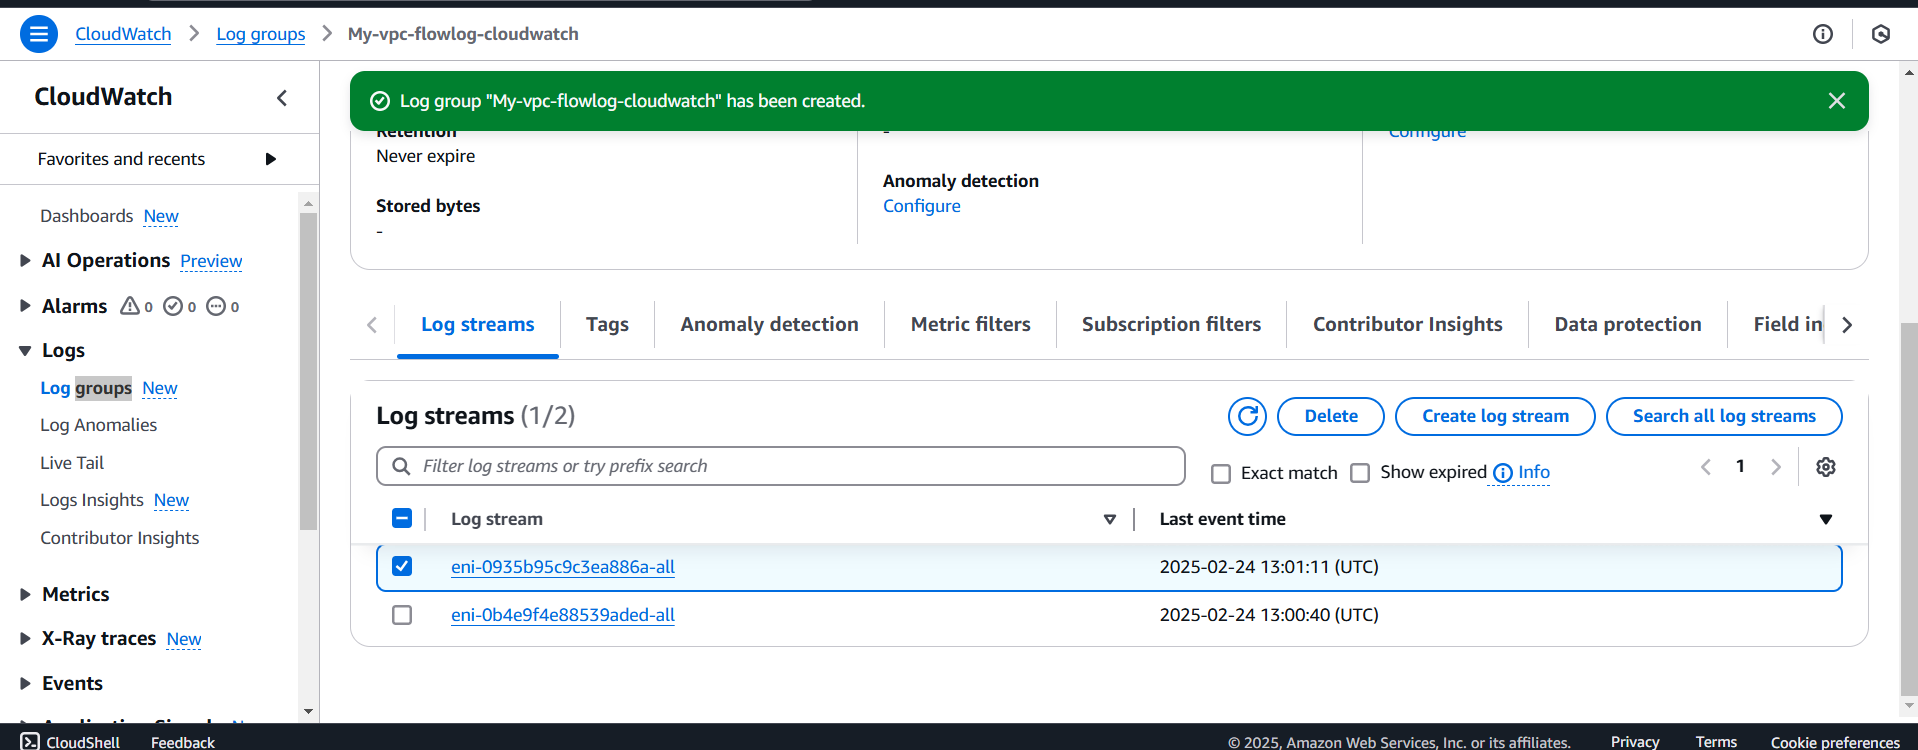 CloudWatch > Log groups > My-vpc-flowlog-cloudwatch
CloudWatch
Log group "My-vpc-flowlog-cloudwatch" has been created.
Retention
-
Configure
Never expire
Favorites and recents
Anomaly detection
Configure
Stored bytes
-
Dashboards New
AI Operations Preview
Alarms 0 0 0
Logs
Log groups New
Log Anomalies
Live Tail
Logs Insights New
Contributor Insights
Metrics
X-Ray traces New
Events
Log streams
Tags
Anomaly detection
Metric filters
Subscription filters
Contributor Insights
Data protection
Field in
Log streams (1/2)
Delete
Create log stream
Search all log streams
Filter log streams or try prefix search
Exact match
Show expired
Info
1
Log stream
Last event time
eni-0935b95c9c3ea886a-all
2025-02-24 13:01:11 (UTC)
eni-0b4e9f4e88539aded-all
2025-02-24 13:00:40 (UTC)
CloudShell
Feedback
© 2025, Amazon Web Services, Inc. or its affiliates.
Privacy
Terms
Cookie preferences